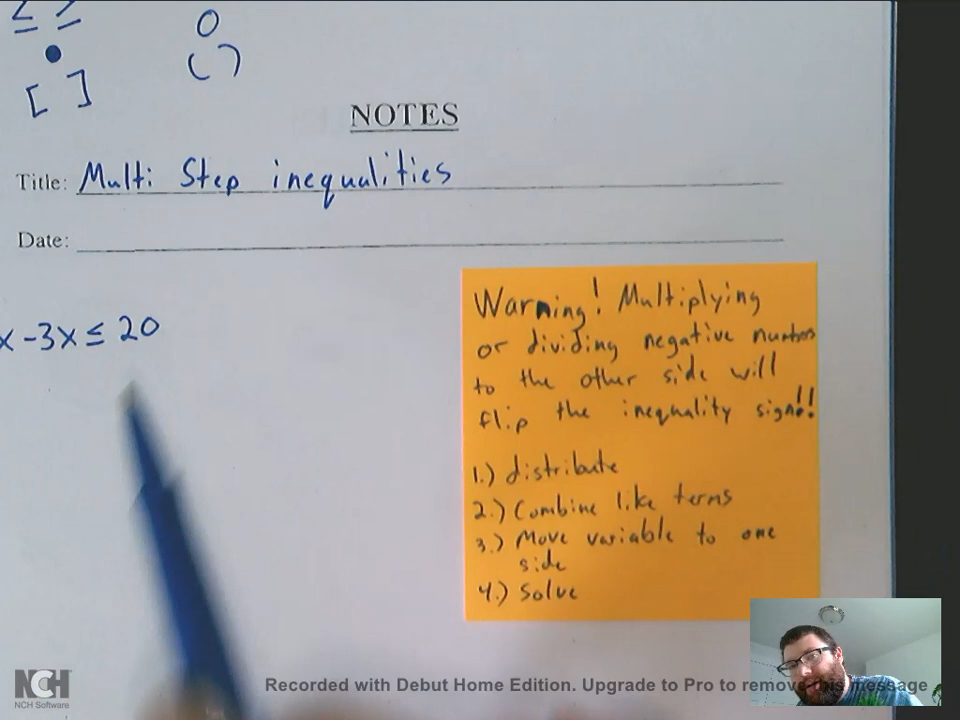 ≤ ≥ O
• ( )
[ ]
NOTES
Title: Multi Step inequalities
Date:
x - 3x ≤ 20
Warning! Multiplying
or dividing negative numbers
to the other side will
flip the inequality sign!!
1.) distribute
2.) Combine like terms
3.) Move variable to one
side
4.) Solve
NCH
NCH Software
Recorded with Debut Home Edition. Upgrade to Pro to remove this message